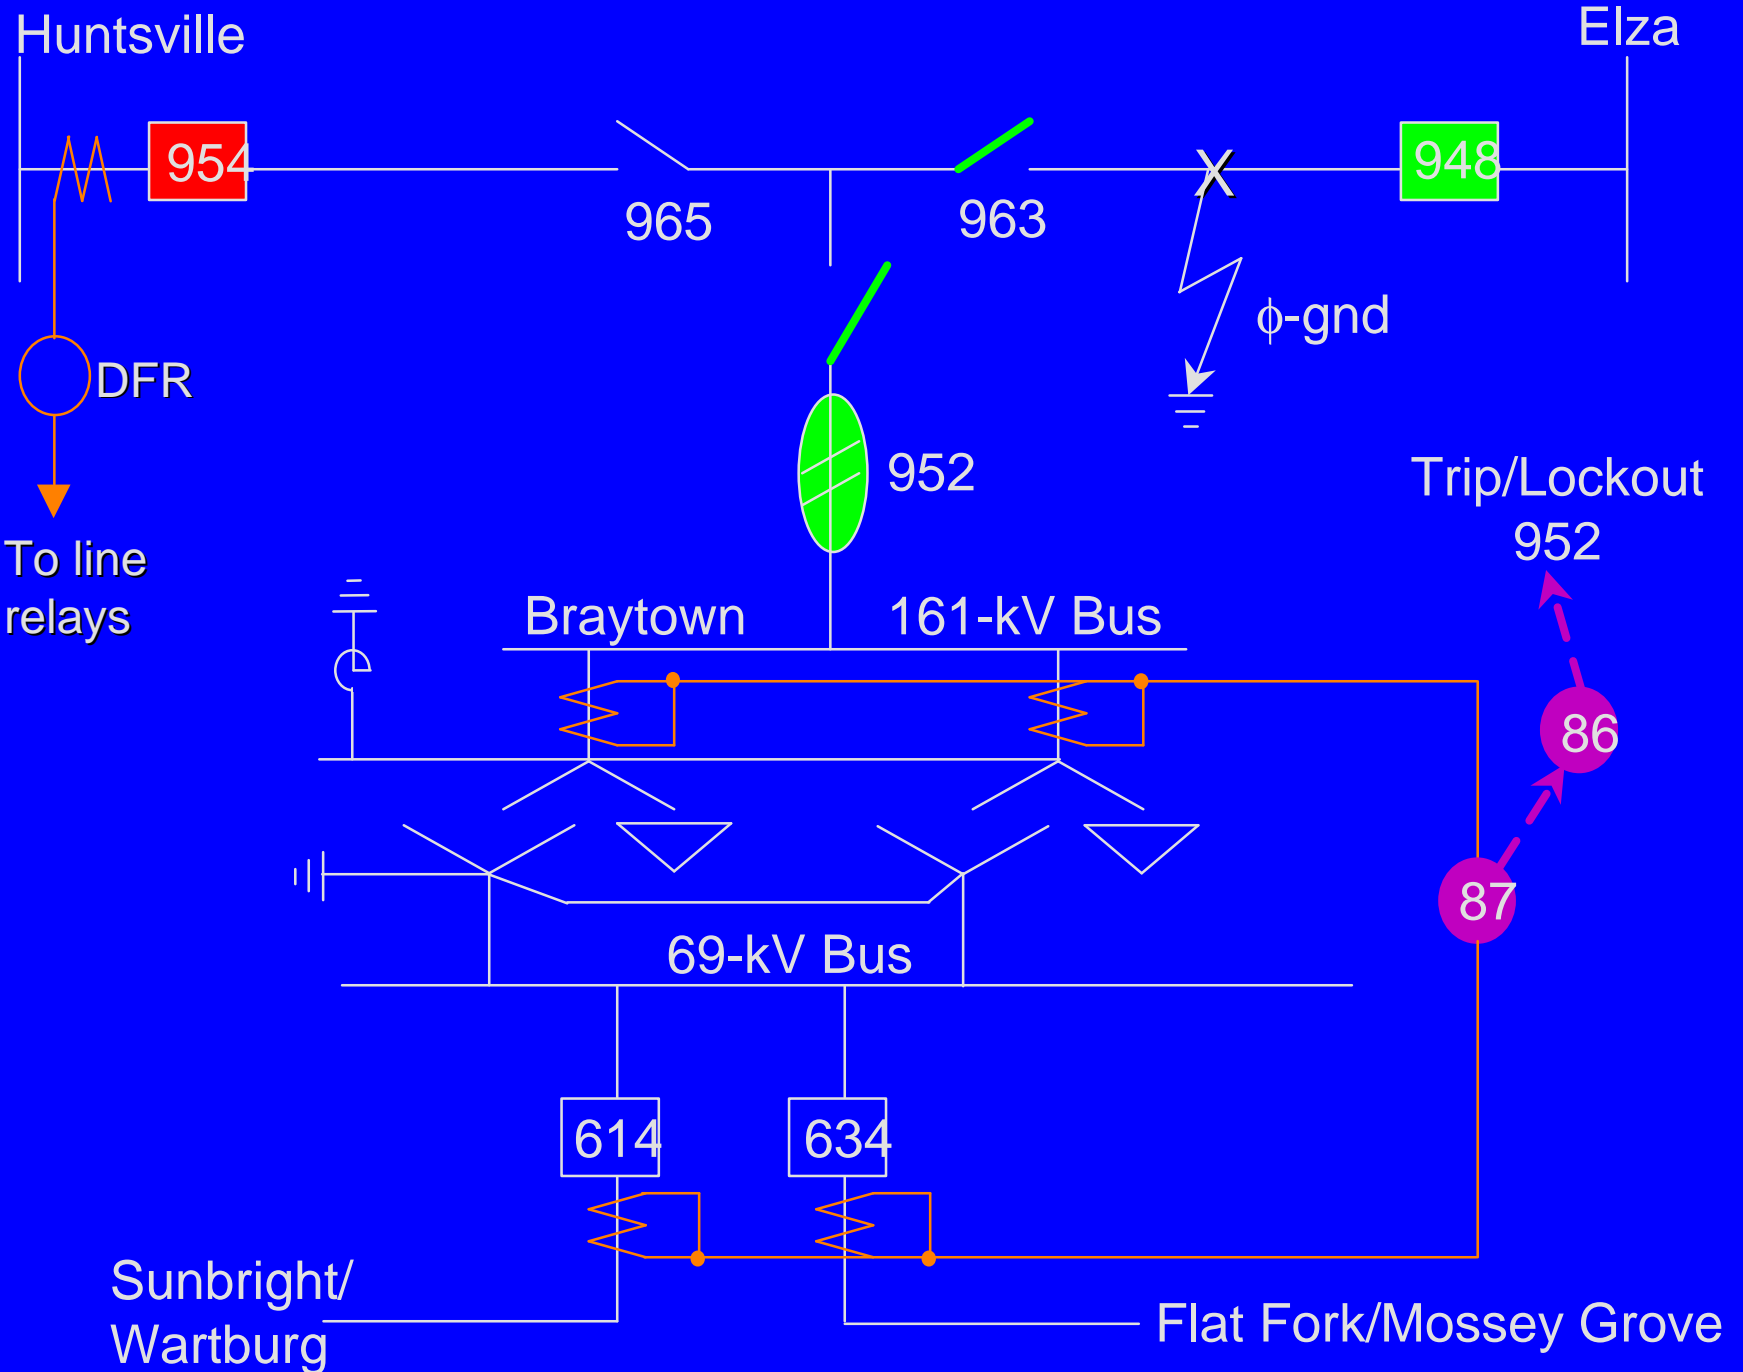 Huntsville
Elza
954
948
965
963
ϕ-gnd
DFR
952
Trip/Lockout
952
To line
relays
Braytown
161-kV Bus
86
87
69-kV Bus
614
634
Sunbright/
Wartburg
Flat Fork/Mossey Grove
X